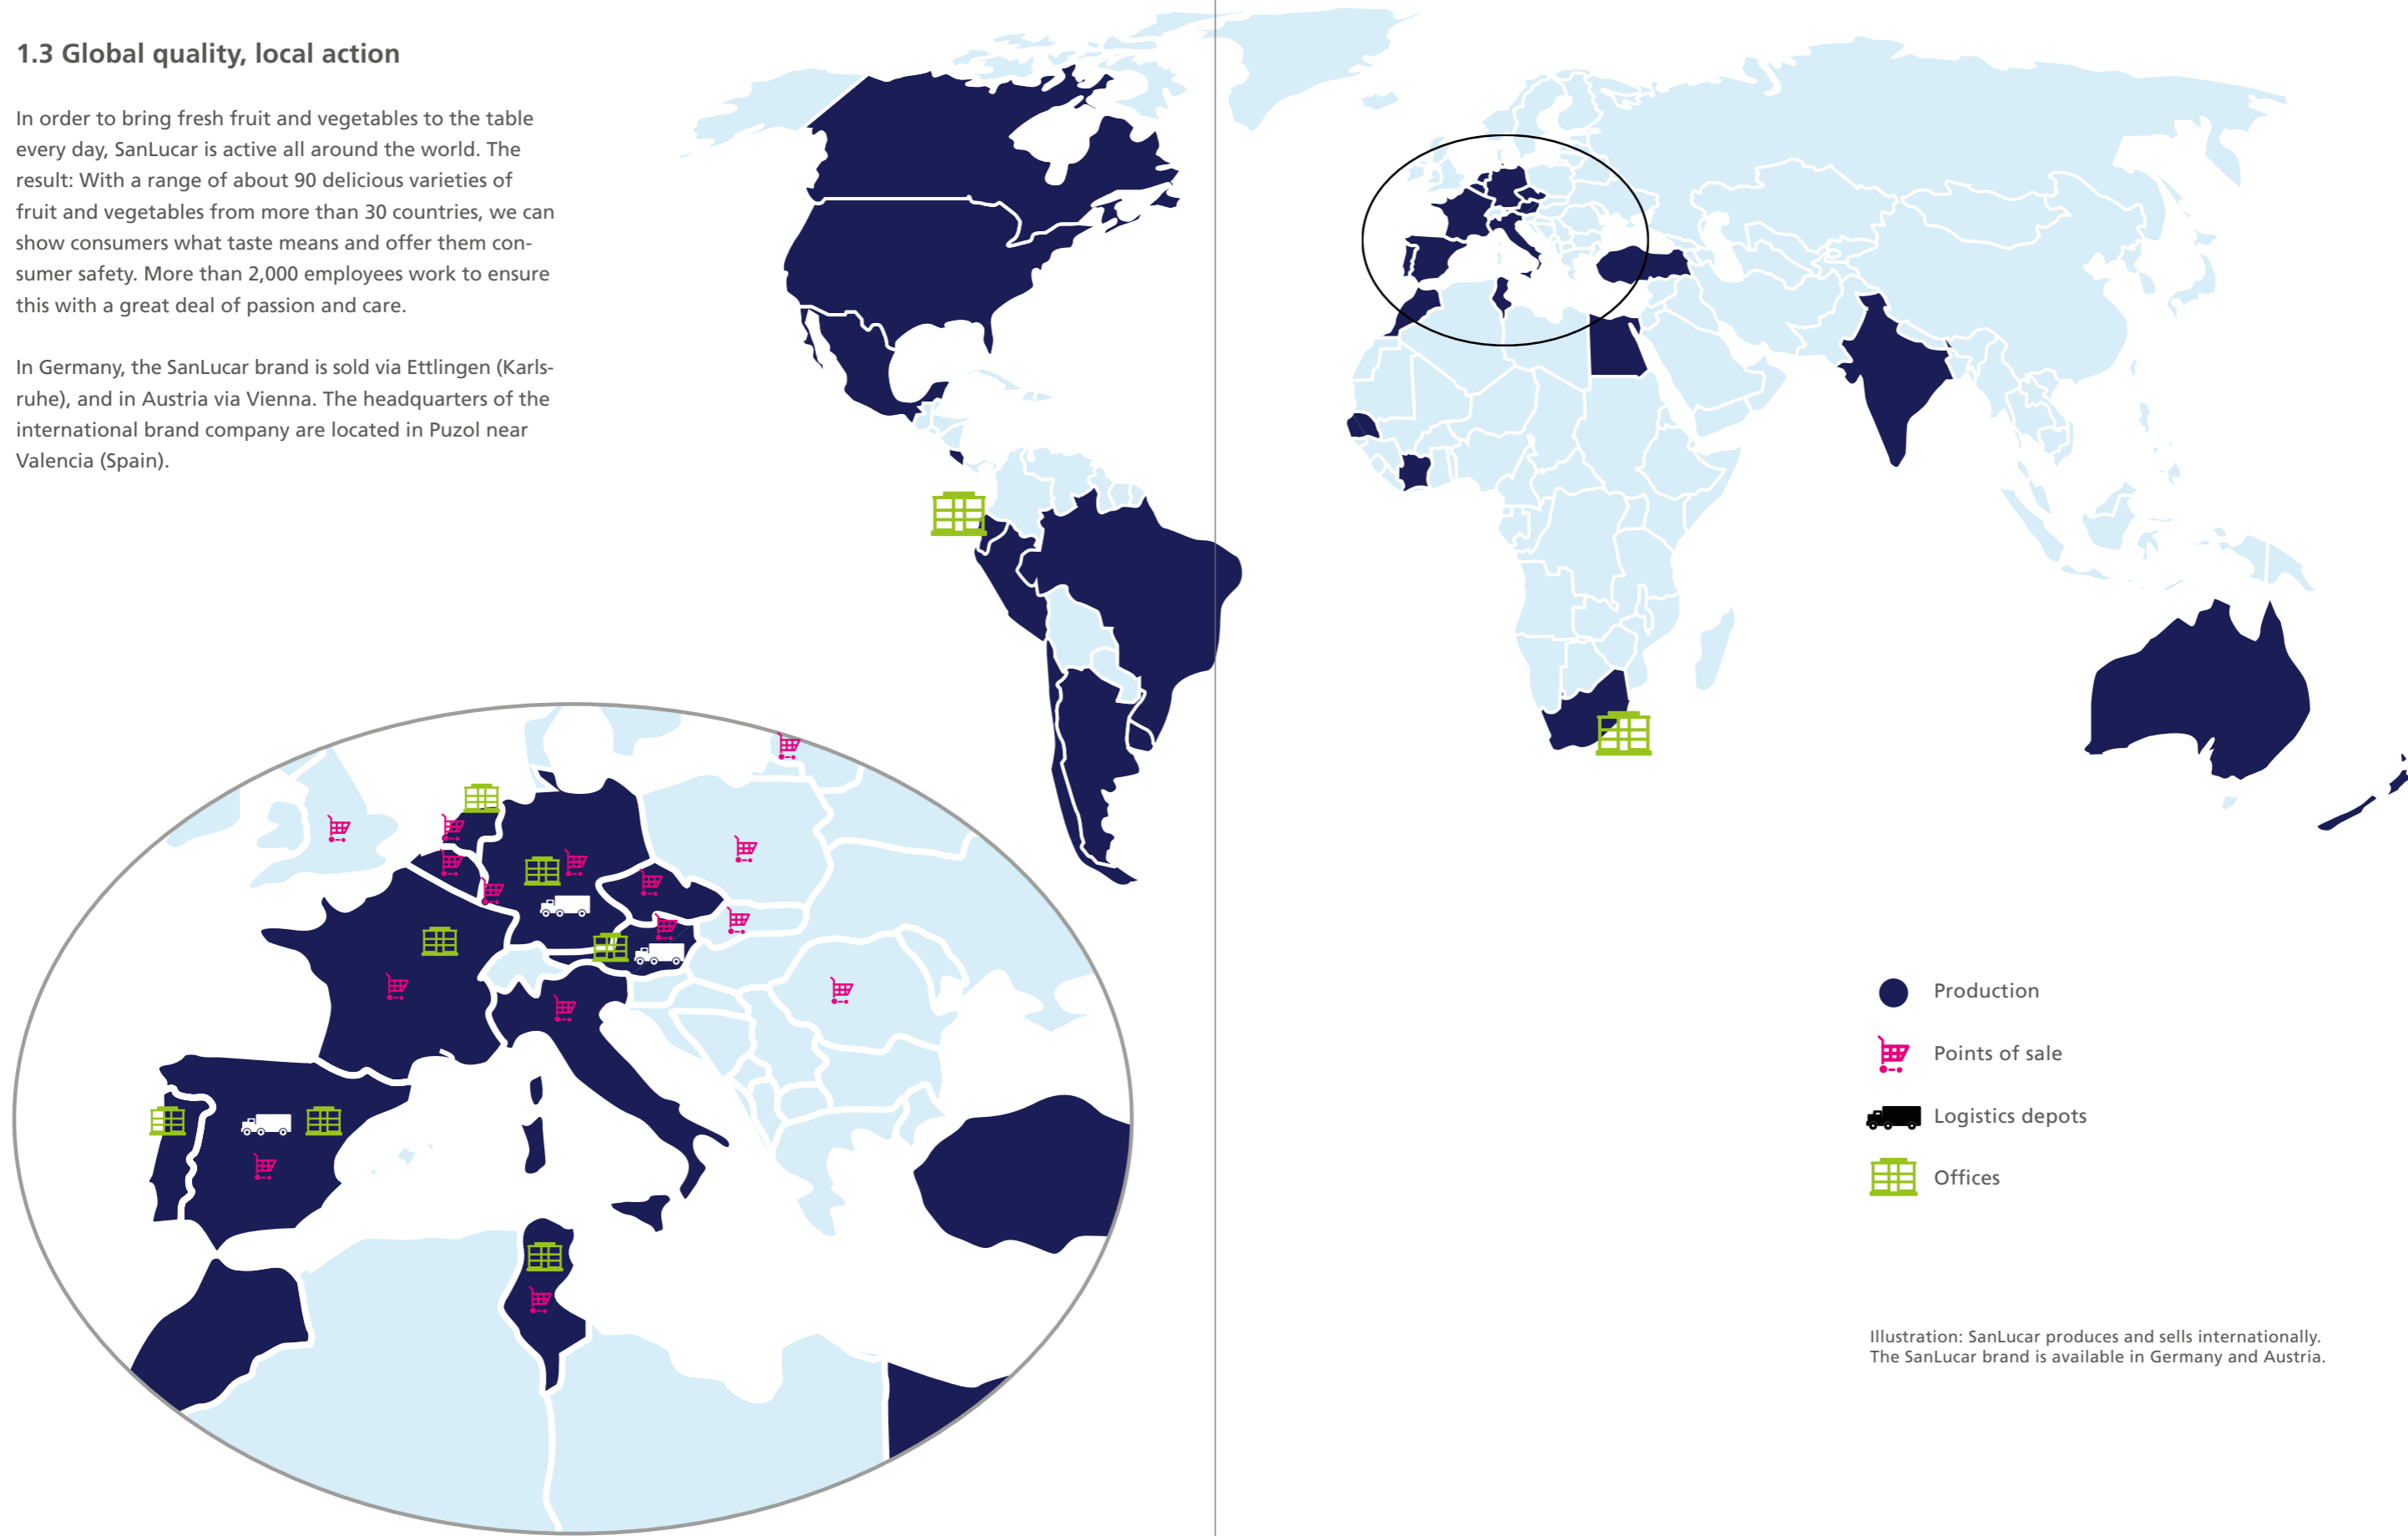 1.3 Global quality, local action
In order to bring fresh fruit and vegetables to the table
every day, SanLucar is active all around the world. The
result: With a range of about 90 delicious varieties of
fruit and vegetables from more than 30 countries, we can
show consumers what taste means and offer them con-
sumer safety. More than 2,000 employees work to ensure
this with a great deal of passion and care.
In Germany, the SanLucar brand is sold via Ettlingen (Karls-
ruhe), and in Austria via Vienna. The headquarters of the
international brand company are located in Puzol near
Valencia (Spain).
Production
Points of sale
Logistics depots
Offices
Illustration: SanLucar produces and sells internationally.
The SanLucar brand is available in Germany and Austria.